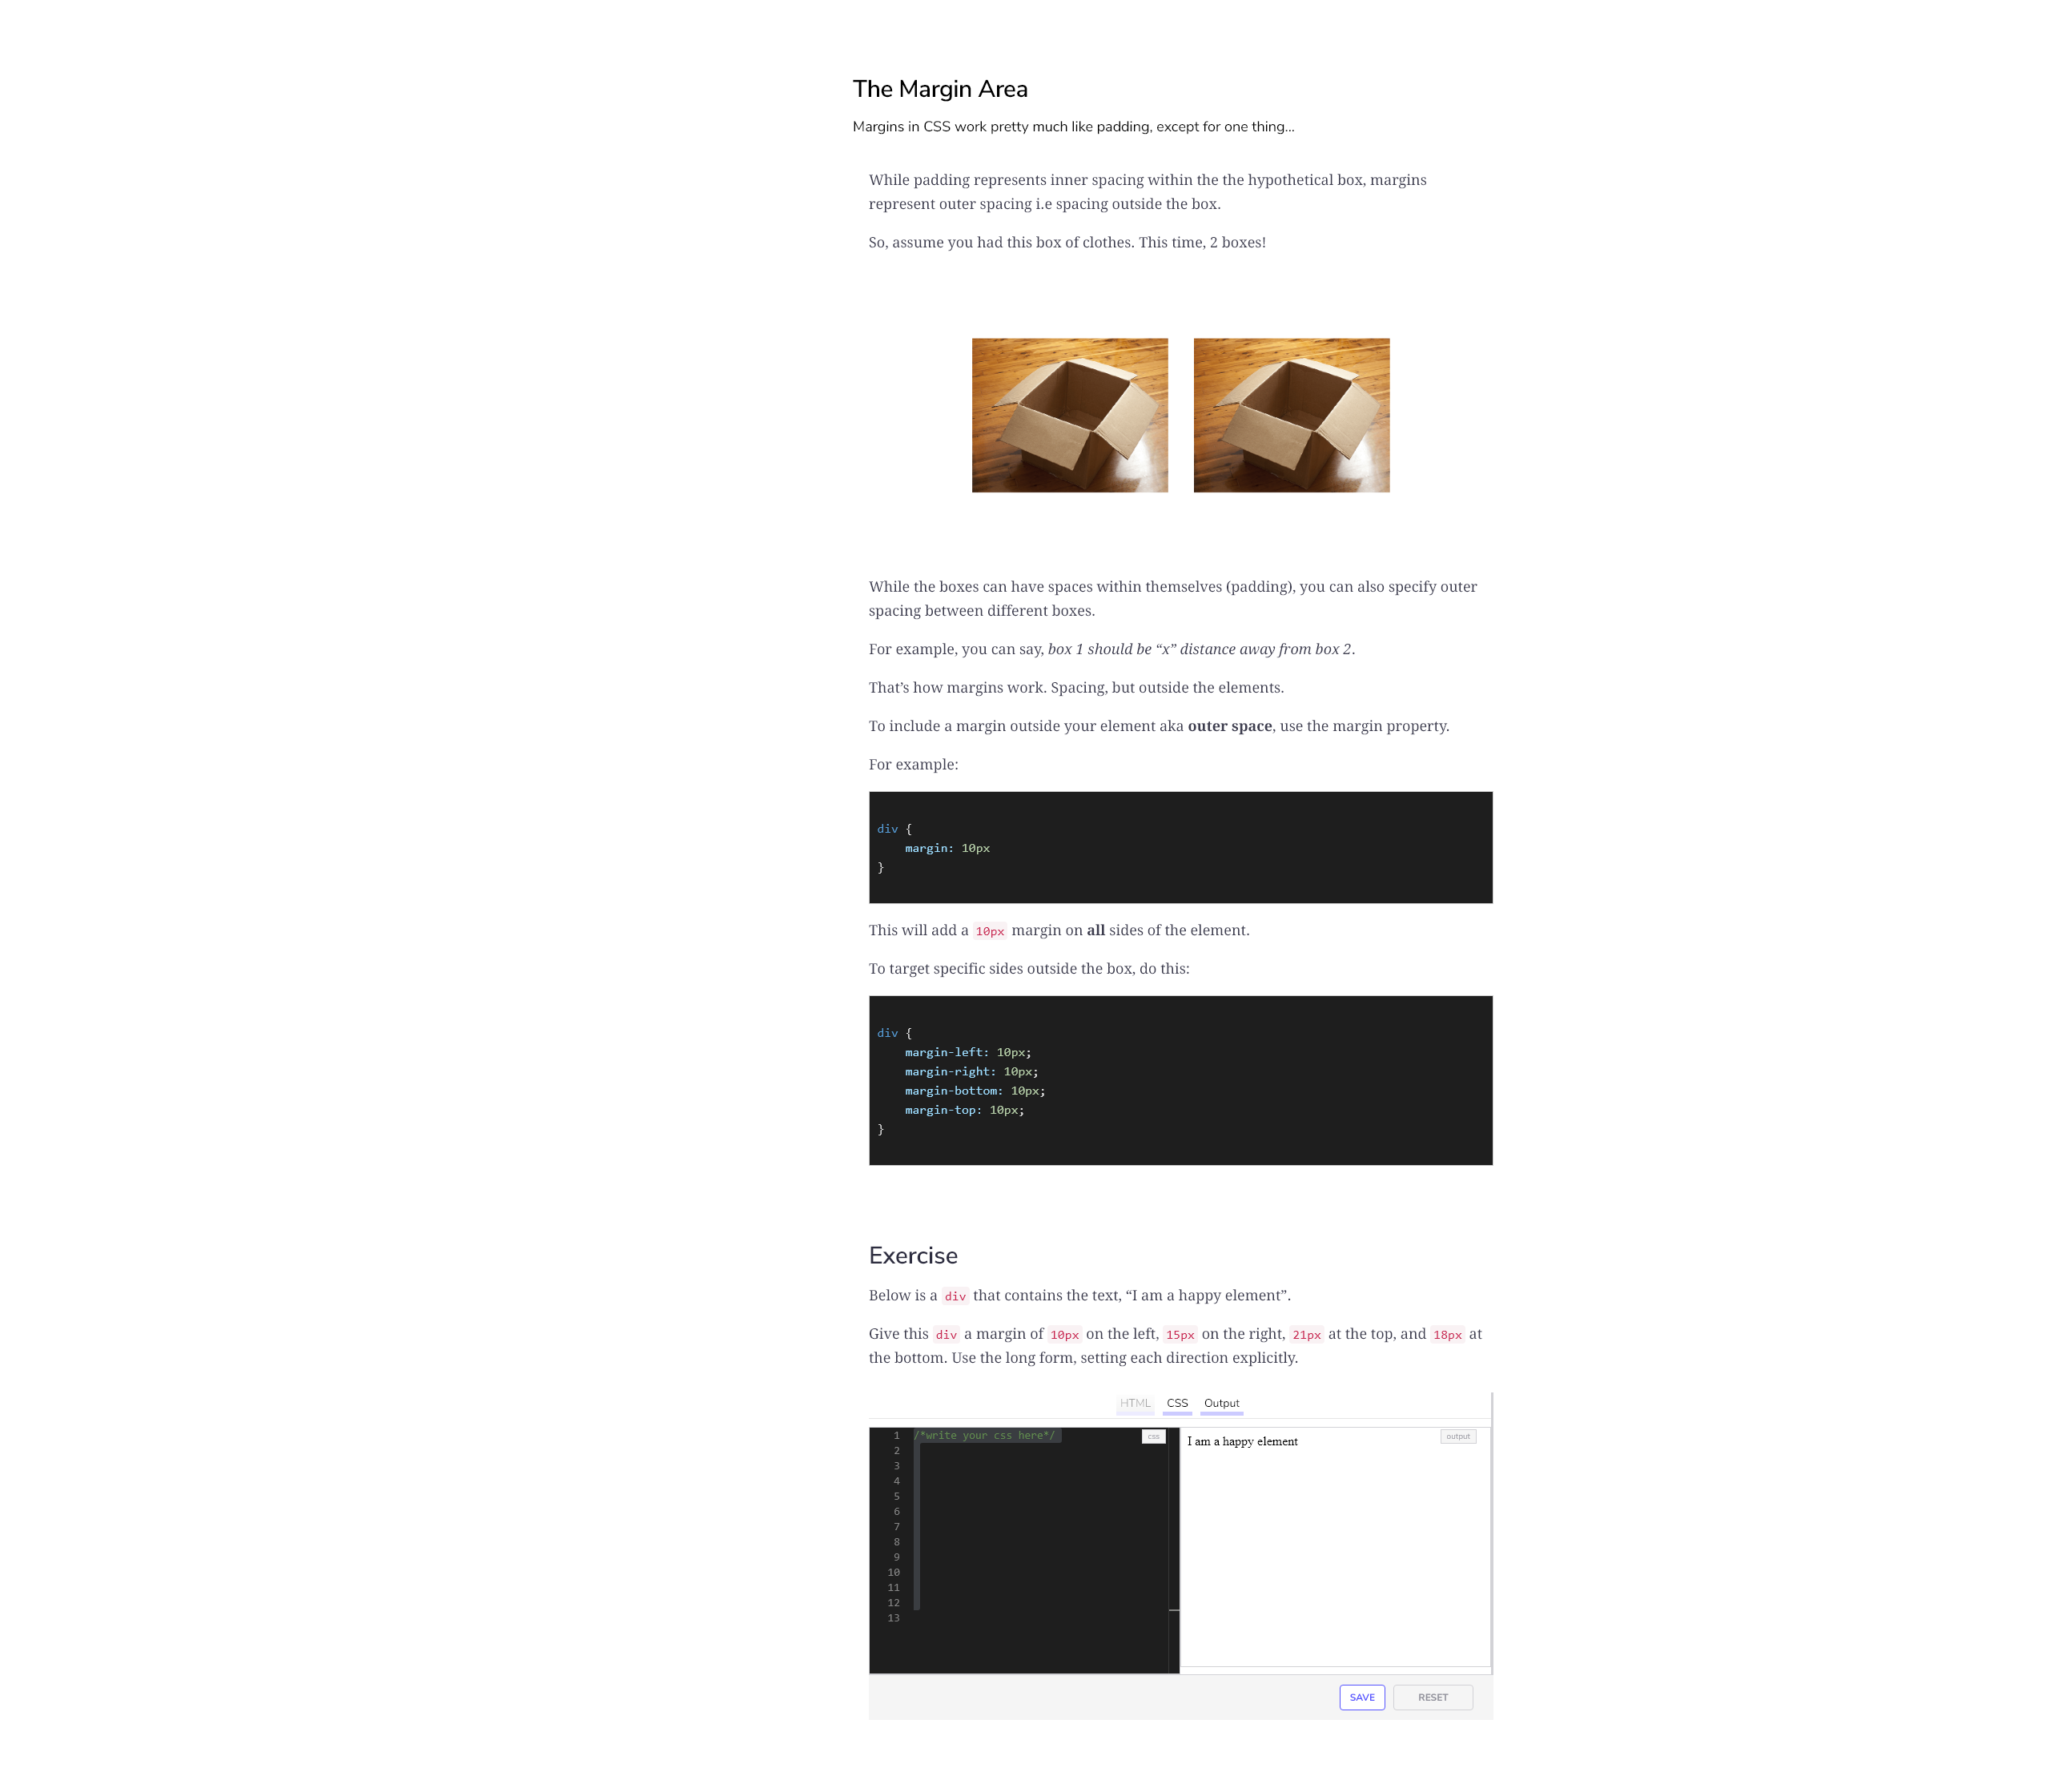 The Margin Area
Margins in CSS work pretty much like padding, except for one thing...
While padding represents inner spacing within the the hypothetical box, margins
represent outer spacing i.e spacing outside the box.
So, assume you had this box of clothes. This time, 2 boxes!
While the boxes can have spaces within themselves (padding), you can also specify outer
spacing between different boxes.
For example, you can say, box 1 should be “x” distance away from box 2.
That’s how margins work. Spacing, but outside the elements.
To include a margin outside your element aka outer space, use the margin property.
For example:
div {
    margin: 10px
}
This will add a 10px margin on all sides of the element.
To target specific sides outside the box, do this:
div {
    margin-left: 10px;
    margin-right: 10px;
    margin-bottom: 10px;
    margin-top: 10px;
}
Exercise
Below is a div that contains the text, “I am a happy element”.
Give this div a margin of 10px on the left, 15px on the right, 21px at the top, and 18px at
the bottom. Use the long form, setting each direction explicitly.
HTML CSS Output
1 /*write your css here*/
css
2
3
4
5
6
7
8
9
10
11
12
13
I am a happy element
output
SAVE RESET